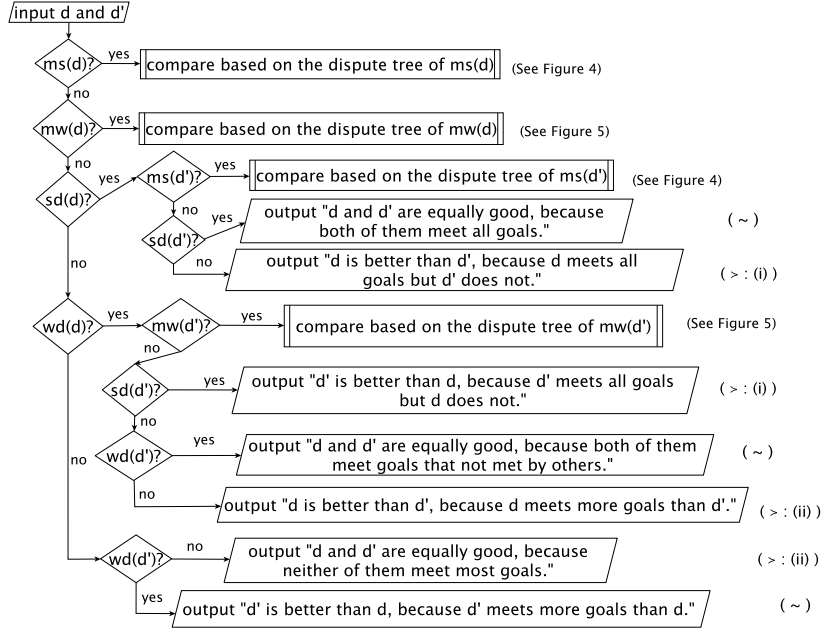 input d and d'
ms(d)?
yes
compare based on the dispute tree of ms(d)
(See Figure 4)
no
mw(d)?
yes
compare based on the dispute tree of mw(d)
(See Figure 5)
no
sd(d)?
yes
ms(d')?
yes
compare based on the dispute tree of ms(d')
(See Figure 4)
no
sd(d')?
yes
output "d and d' are equally good, because
both of them meet all goals."
( ~ )
no
output "d is better than d', because d meets all
goals but d' does not."
( > : (i) )
no
wd(d)?
yes
mw(d')?
yes
compare based on the dispute tree of mw(d')
(See Figure 5)
no
sd(d')?
yes
output "d' is better than d, because d' meets all goals
but d does not."
( > : (i) )
no
wd(d')?
yes
output "d and d' are equally good, because both of them
meet goals that not met by others."
( ~ )
no
output "d is better than d', because d meets more goals than d'."
( > : (ii) )
no
wd(d')?
no
output "d and d' are equally good, because
neither of them meet most goals."
( > : (ii) )
yes
output "d' is better than d, because d' meets more goals than d."
( ~ )